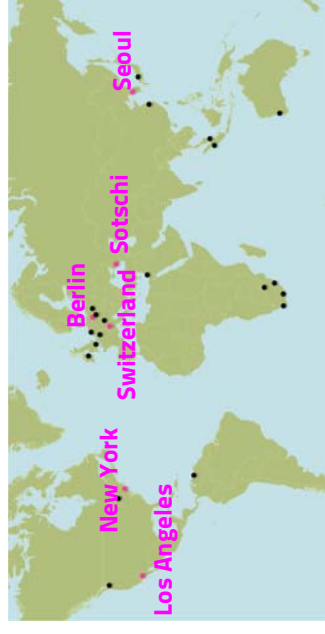 Los Angeles
New York
Switzerland
Berlin
Sotschi
Seoul